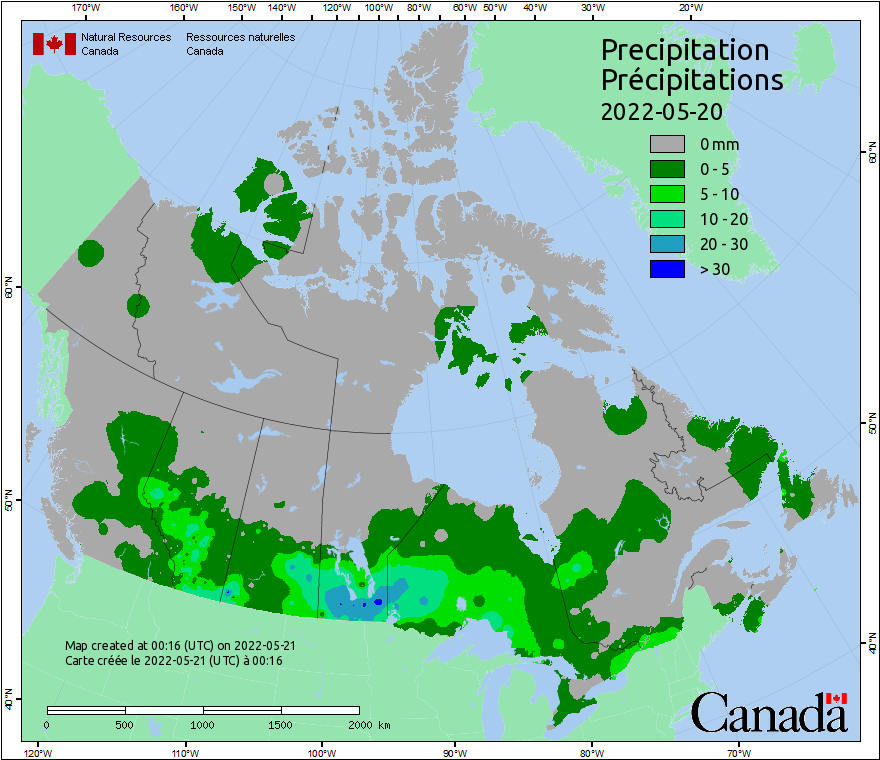 170°W 160°W 150°W 140°W 120°W 100°W 80°W 60°W 50°W 40°W 30°W 20°W
Natural Resources Ressources naturelles
Canada Canada
Precipitation
Précipitations
2022-05-20
0 mm
0 - 5
5 - 10
10 - 20
20 - 30
> 30
60°N 60°N
50°N 50°N
40°N 40°N
Map created at 00:16 (UTC) on 2022-05-21
Carte créée le 2022-05-21 (UTC) à 00:16
0 500 1000 1500 2000 km
Canada
120°W 110°W 100°W 90°W 80°W 70°W